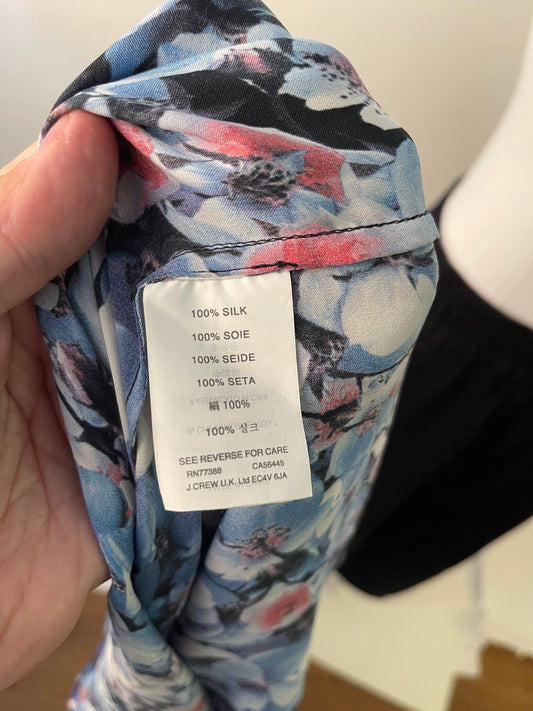 100% SILK
100% SOIE
100% SEIDE
100% SETA
絹 100%
100% 실크
SEE REVERSE FOR CARE
RN77388 CA56445
J.CREW U.K. Ltd EC4V 6JA